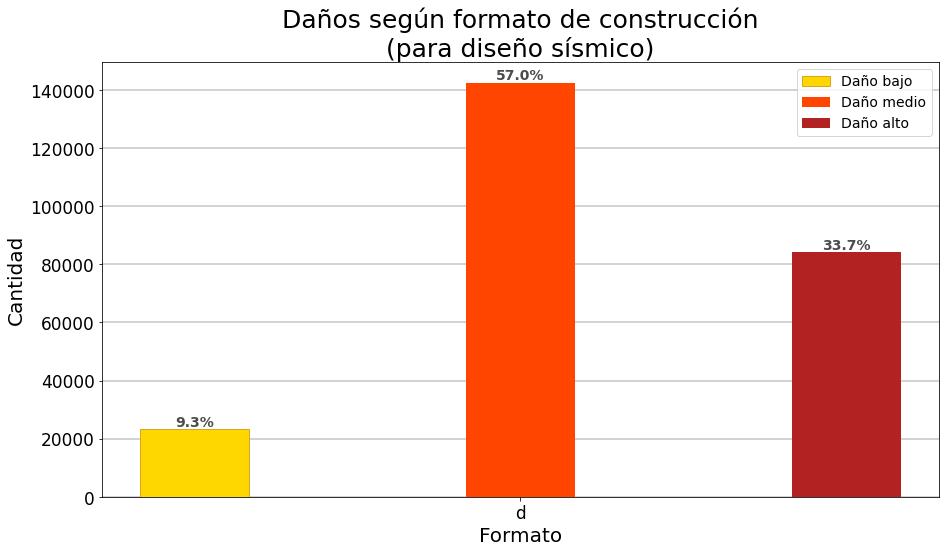 Daños según formato de construcción
(para diseño sísmico)
Daño bajo
Daño medio
Daño alto
57.0%
33.7%
9.3%
140000
120000
100000
80000
60000
40000
20000
0
Cantidad
d
Formato